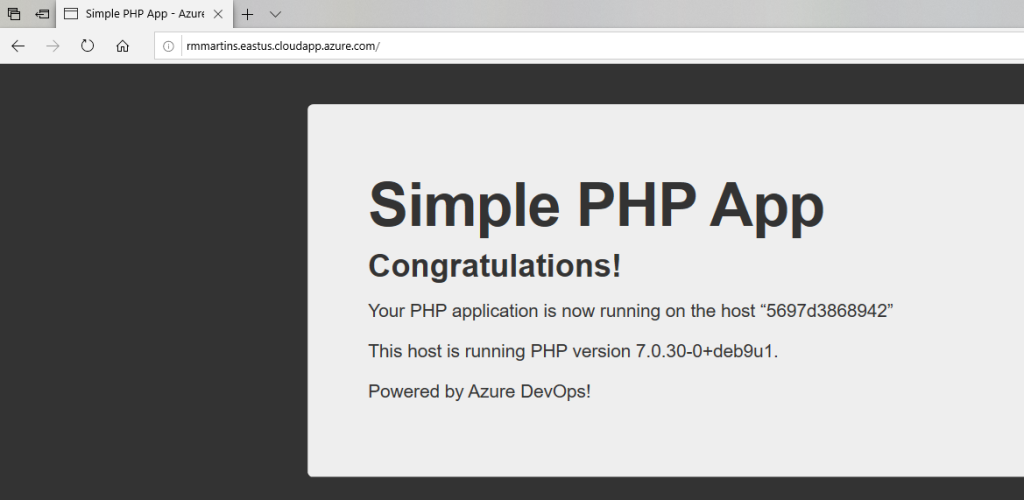 Simple PHP App - Azure
rmmartins.eastus.cloudapp.azure.com/
Simple PHP App
Congratulations!
Your PHP application is now running on the host “5697d3868942”
This host is running PHP version 7.0.30-0+deb9u1.
Powered by Azure DevOps!